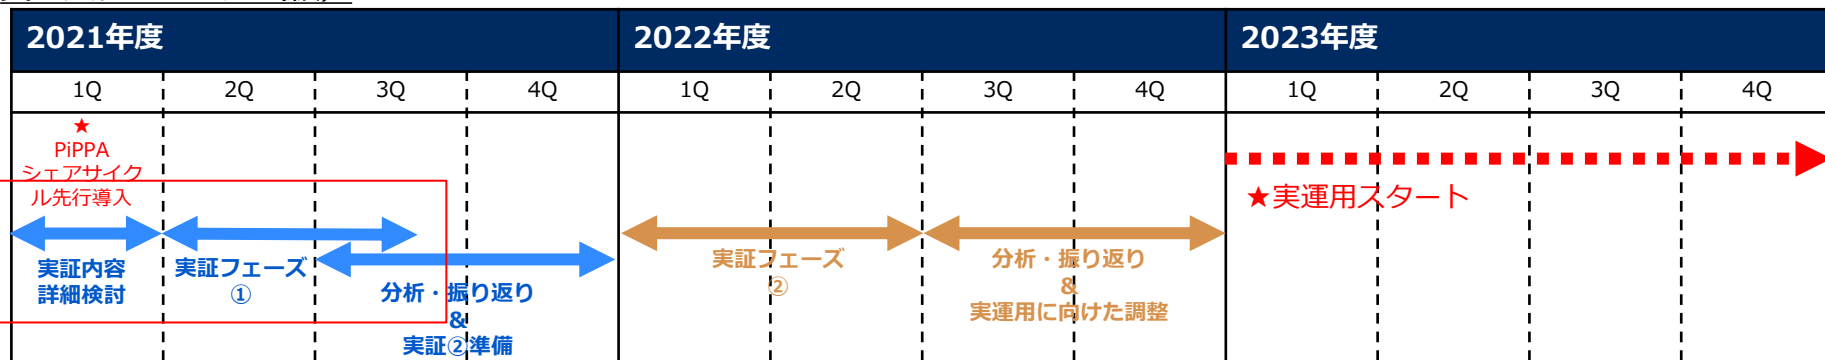 2021年度 2022年度 2023年度
1Q 2Q 3Q 4Q 1Q 2Q 3Q 4Q 1Q 2Q 3Q 4Q
★
PiPPA
シェアサイク
ル先行導入
★実運用スタート
実証内容
詳細検討
実証フェーズ
①
分析・振り返り
&
実証②準備
実証フェーズ
②
分析・振り返り
&
実運用に向けた調整